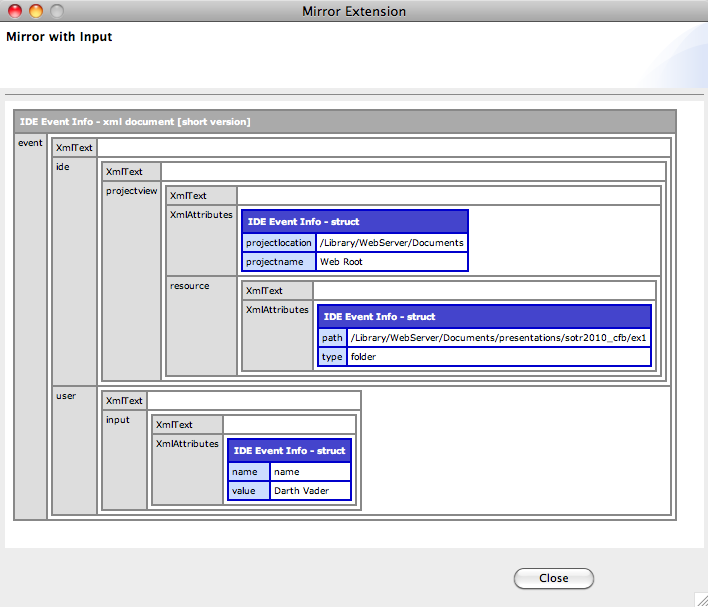 Mirror Extension
Mirror with Input
IDE Event Info - xml document [short version]
event
XmlText
ide
XmlText
projectview
XmlText
XmlAttributes
IDE Event Info - struct
projectlocation /Library/WebServer/Documents
projectname Web Root
resource
XmlText
XmlAttributes
IDE Event Info - struct
path /Library/WebServer/Documents/presentations/sotr2010_cfb/ex1
type folder
user
XmlText
input
XmlText
XmlAttributes
IDE Event Info - struct
name name
value Darth Vader
Close